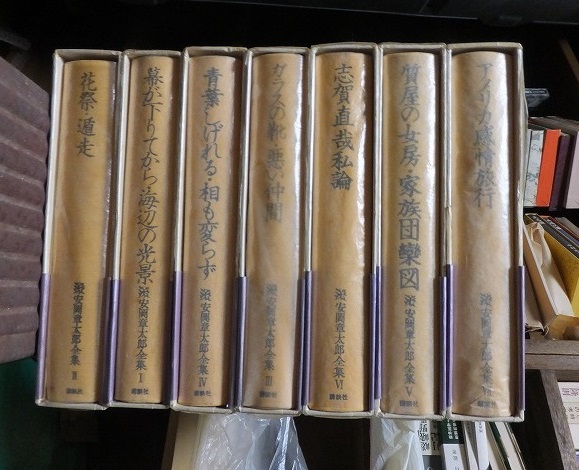 花祭 遁走
安岡章太郎全集 II
講談社
幕が下りてから・海辺の光景
安岡章太郎全集 I
講談社
青葉しげれる・相も変らず
安岡章太郎全集 IV
講談社
ガラスの靴・悪い仲間
安岡章太郎全集 III
講談社
志賀直哉私論
安岡章太郎全集 VI
講談社
質屋の女房・家族団欒図
安岡章太郎全集 V
講談社
アメリカ感情旅行
安岡章太郎全集